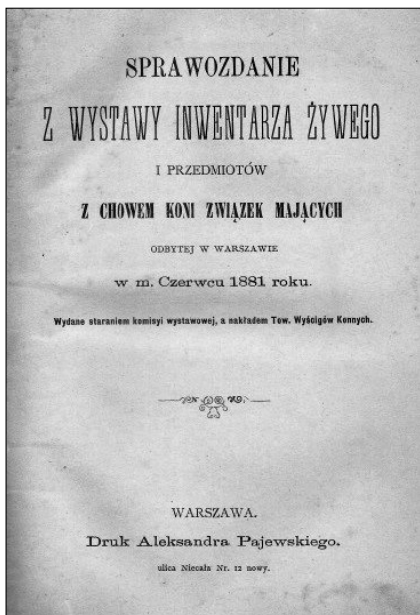 SPRAWOZDANIE
Z WYSTAWY INWENTARZA ŻYWEGO
I PRZEDMIOTÓW
Z CHOWEM KONI ZWIĄZEK MAJĄCYCH
ODBYTEJ W WARSZAWIE
w m. Czerwcu 1881 roku.
Wydane staraniem komisyi wystawowej, a nakładem Tow. Wyścigów Konnych.
WARSZAWA.
Druk Aleksandra Pajewskiego.
ulica Niecała Nr. 12 nowy.